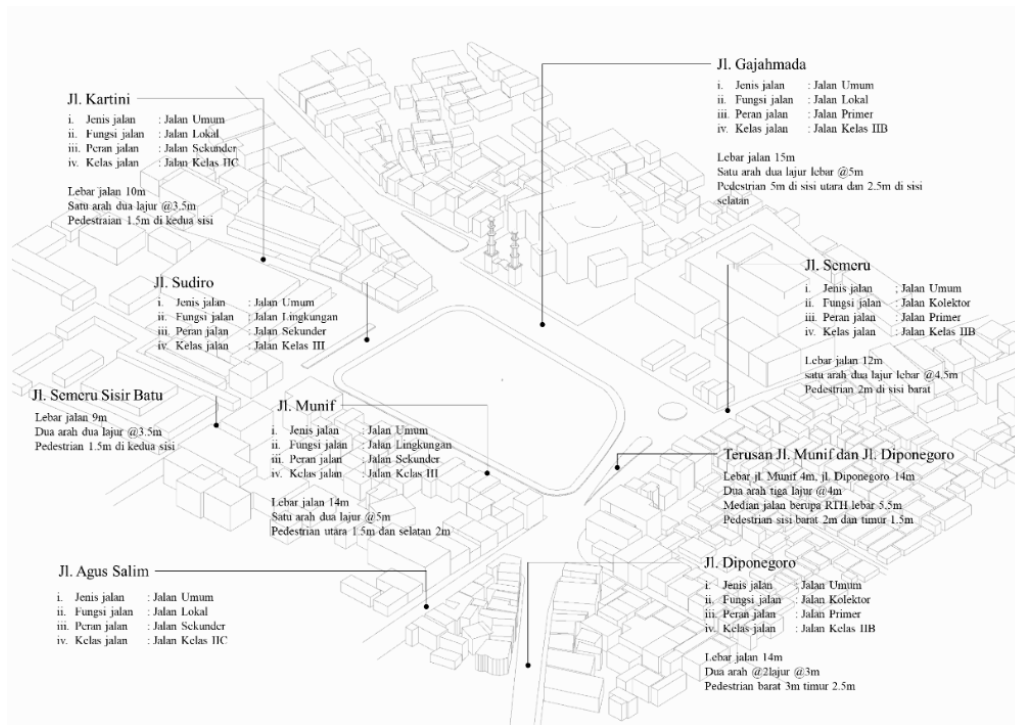 Jl. Kartini
i. Jenis jalan : Jalan Umum
ii. Fungsi jalan : Jalan Lokal
iii. Peran jalan : Jalan Sekunder
iv. Kelas jalan : Jalan Kelas IIC
Lebar jalan 10m
Satu arah dua lajur @3.5m
Pedestraian 1.5m di kedua sisi
Jl. Gajahmada
i. Jenis jalan : Jalan Umum
ii. Fungsi jalan : Jalan Lokal
iii. Peran jalan : Jalan Primer
iv. Kelas jalan : Jalan Kelas IIB
Lebar jalan 15m
Satu arah dua lajur lebar @5m
Pedestrian 5m di sisi utara dan 2.5m di sisi
selatan
Jl. Sudiro
i. Jenis jalan : Jalan Umum
ii. Fungsi jalan : Jalan Lingkungan
iii. Peran jalan : Jalan Sekunder
iv. Kelas jalan : Jalan Kelas III
Jl. Semeru
i. Jenis jalan : Jalan Umum
ii. Fungsi jalan : Jalan Kolektor
iii. Peran jalan : Jalan Primer
iv. Kelas jalan : Jalan Kelas IIB
Lebar jalan 12m
satu arah dua lajur lebar @4.5m
Pedestrian 2m di sisi barat
Jl. Semeru Sisir Batu
Lebar jalan 9m
Dua arah dua lajur @3.5m
Pedestrian 1.5m di kedua sisi
Jl. Munif
i. Jenis jalan : Jalan Umum
ii. Fungsi jalan : Jalan Lingkungan
iii. Peran jalan : Jalan Sekunder
iv. Kelas jalan : Jalan Kelas III
Lebar jalan 14m
Satu arah dua lajur @5m
Pedestrian utara 1.5m dan selatan 2m
Terusan Jl. Munif dan Jl. Diponegoro
Lebar jl. Munif 4m, jl. Diponegoro 14m
Dua arah tiga lajur @4m
Median jalan berupa RTH lebar 5.5m
Pedestrian sisi barat 2m dan timur 1.5m
Jl. Agus Salim
i. Jenis jalan : Jalan Umum
ii. Fungsi jalan : Jalan Lokal
iii. Peran jalan : Jalan Sekunder
iv. Kelas jalan : Jalan Kelas IIC
Jl. Diponegoro
i. Jenis jalan : Jalan Umum
ii. Fungsi jalan : Jalan Kolektor
iii. Peran jalan : Jalan Primer
iv. Kelas jalan : Jalan Kelas IIB
Lebar jalan 14m
Dua arah @2lajur @3m
Pedestrian barat 3m timur 2.5m